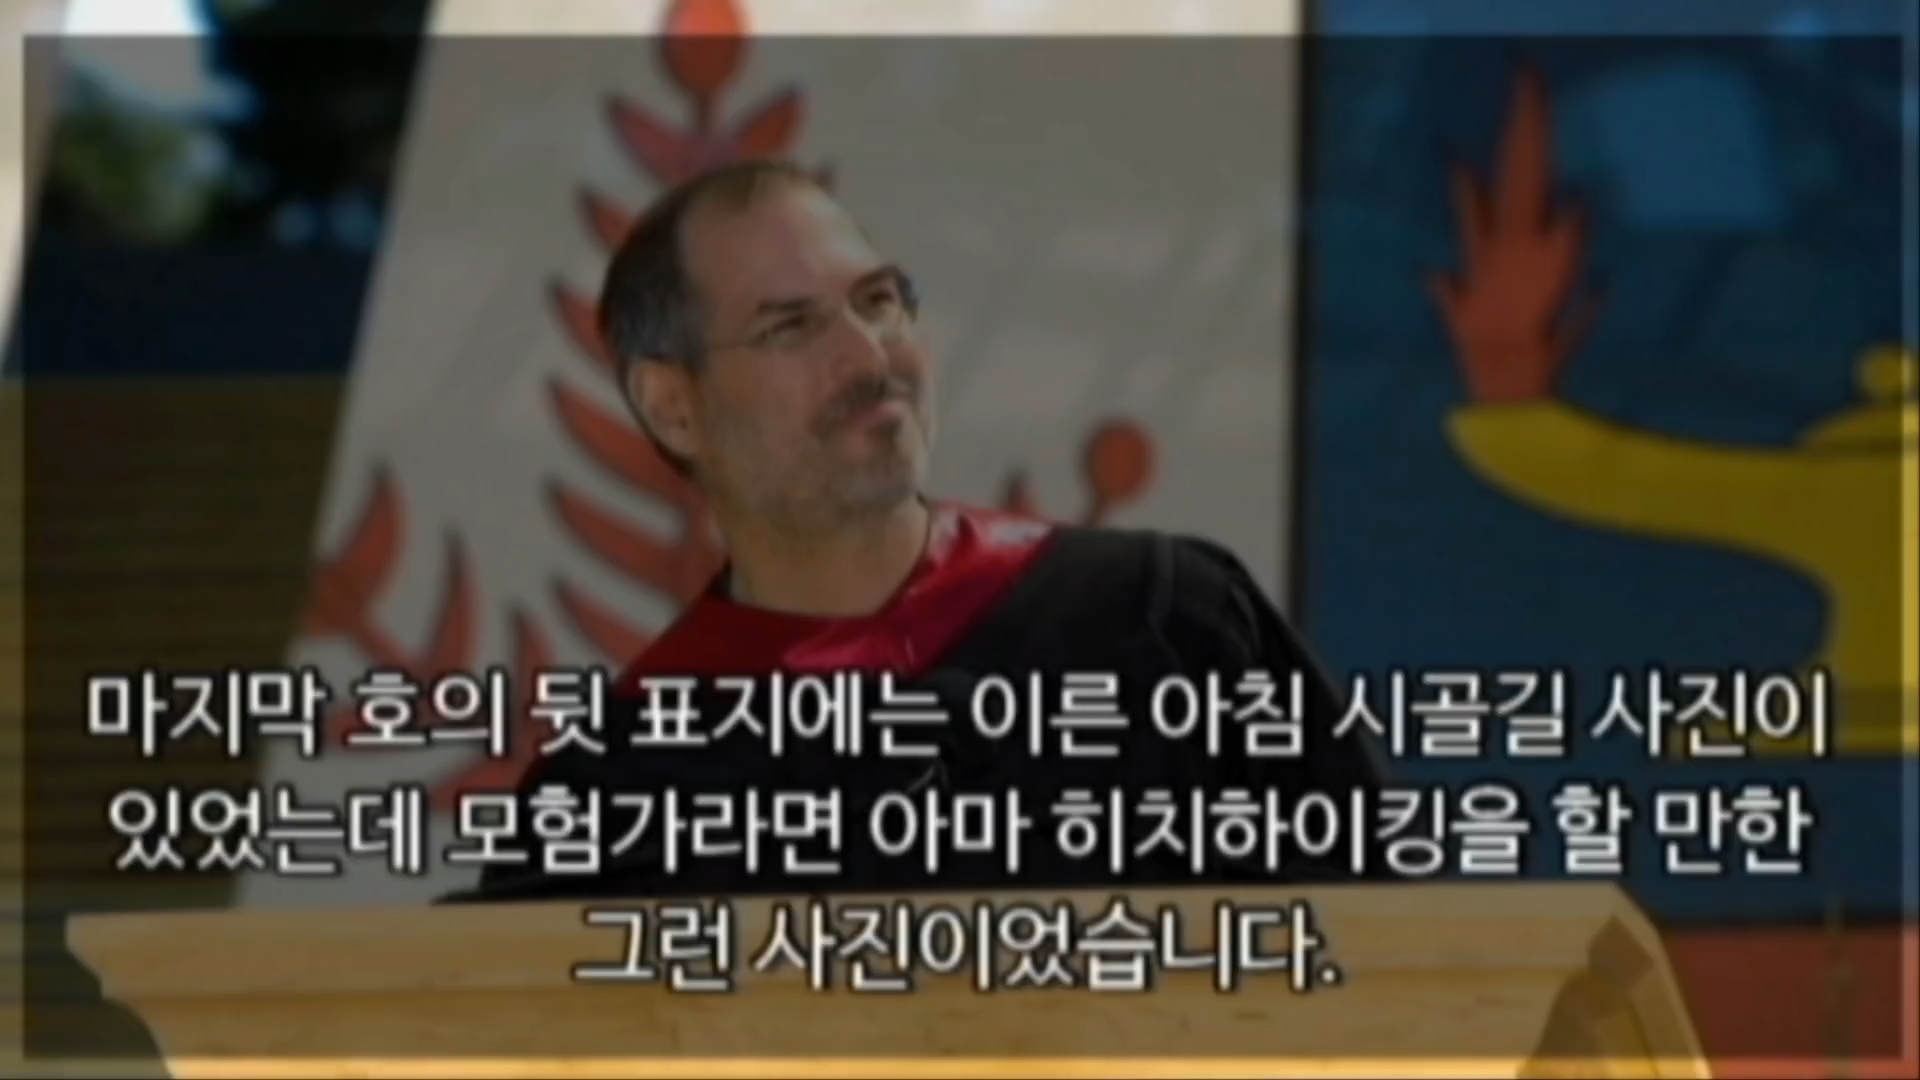 마지막 호의 뒷 표지에는 이른 아침 시골길 사진이
있었는데 모험가라면 아마 히치하이킹을 할 만한
그런 사진이었습니다.